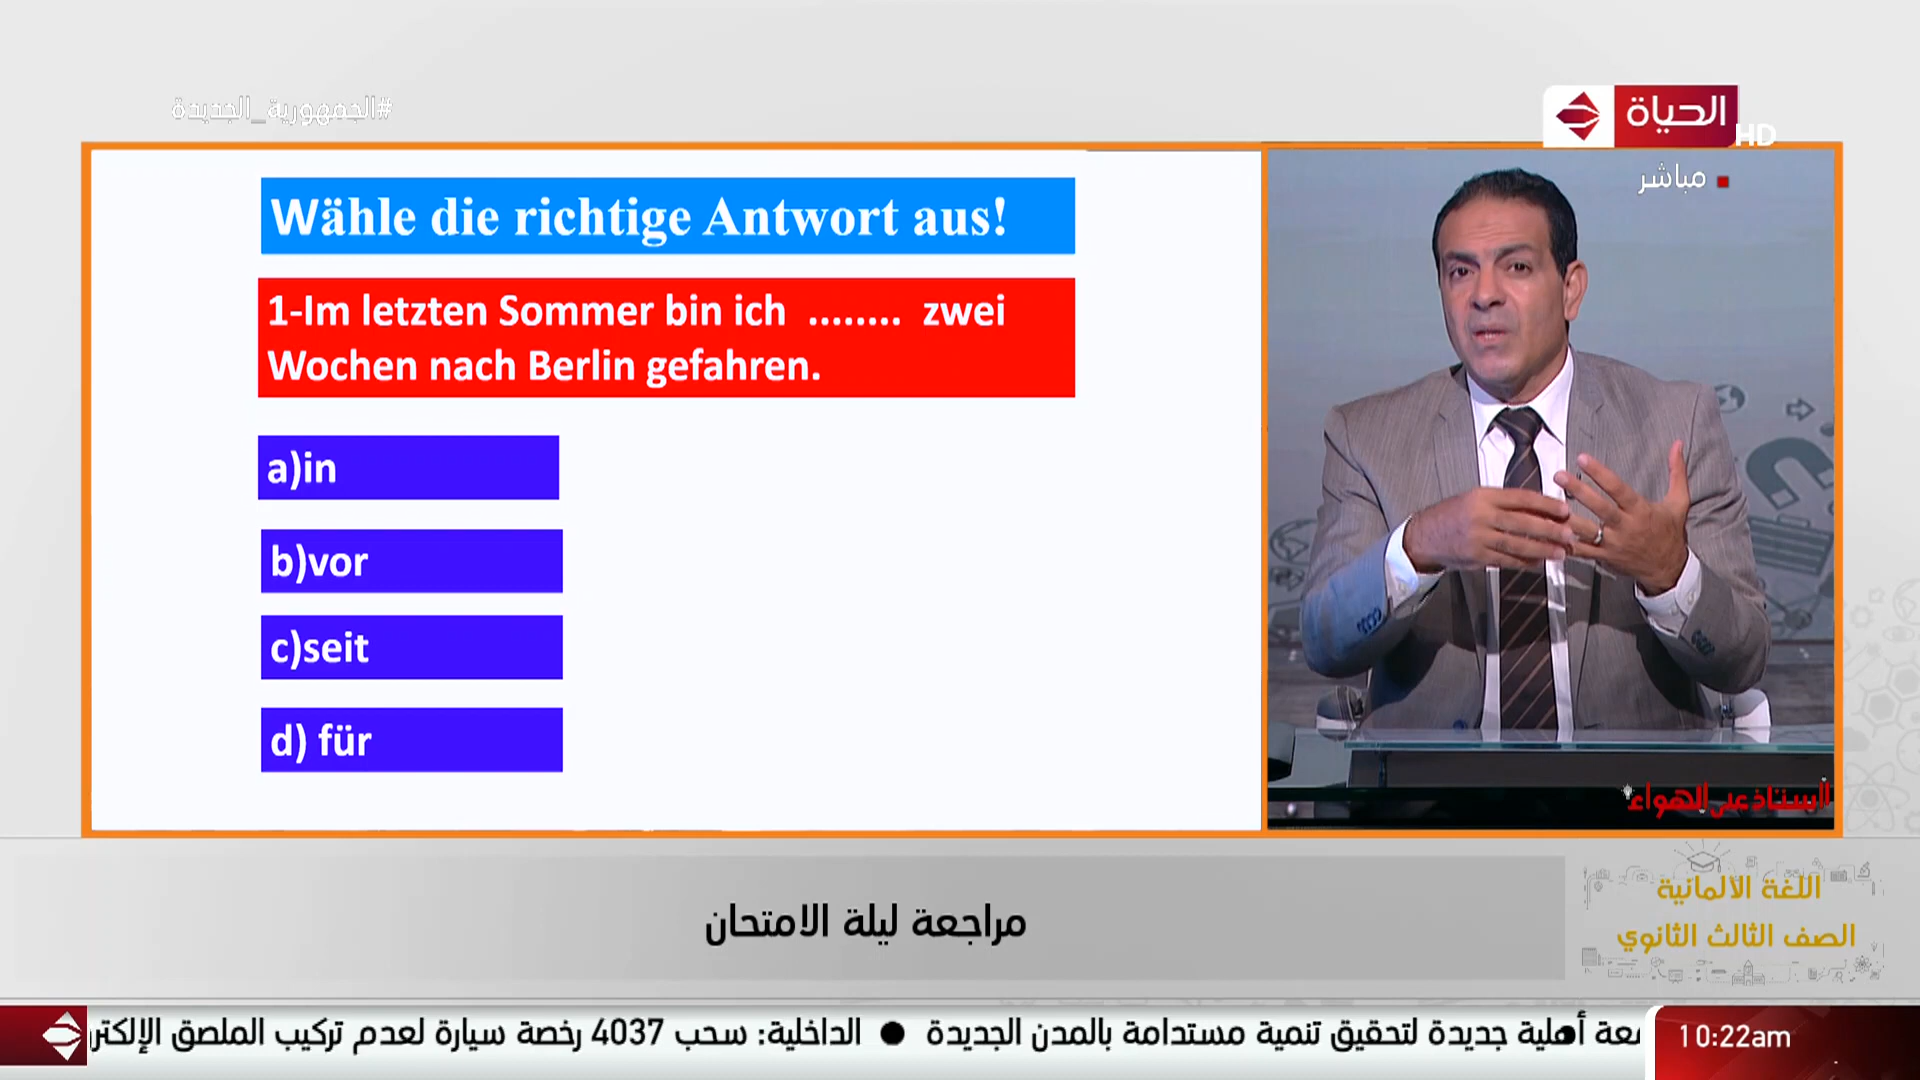 #الجمهورية_الجديدة
الحياة
HD
مباشر
Wähle die richtige Antwort aus!
1-Im letzten Sommer bin ich ........ zwei
Wochen nach Berlin gefahren.
a)in
b)vor
c)seit
d) für
الأستاذ على الهواء
اللغة الالمانية
الصف الثالث الثانوي
مراجعة ليلة الامتحان
أهلية جديدة لتحقيق تنمية مستدامة بالمدن الجديدة ● الداخلية: سحب 4037 رخصة سيارة لعدم تركيب الملصق
10:22am